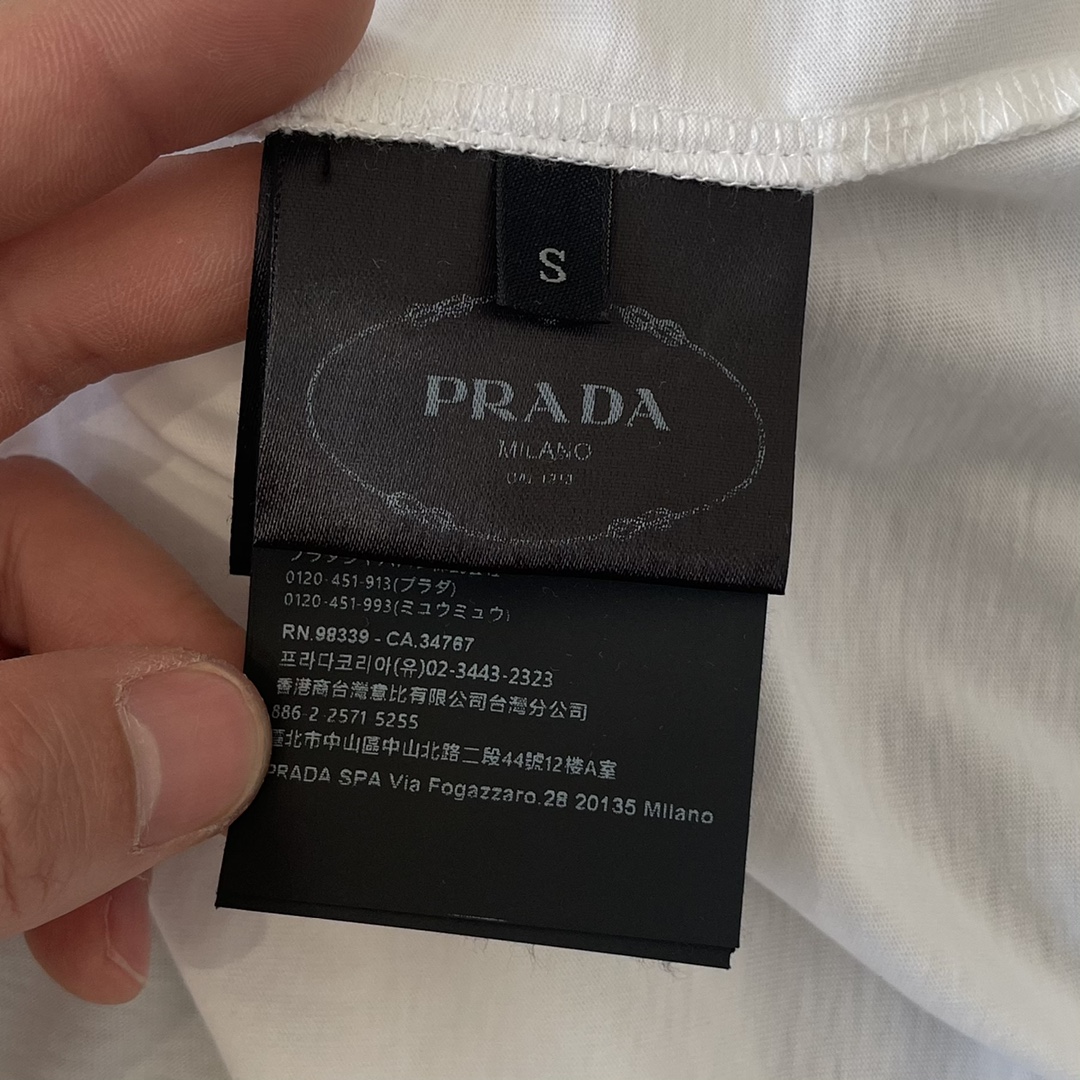 S
PRADA
MILANO
0120-451-913(プラダ)
0120-451-993(ミュウミュウ)
RN.98339 - CA.34767
프라다코리아(유)02-3443-2323
香港商台灣意比有限公司台灣分公司
886-2-2571 5255
臺北市中山區中山北路二段44號12楼A室
PRADA SPA Via Fogazzaro.28 20135 Milano